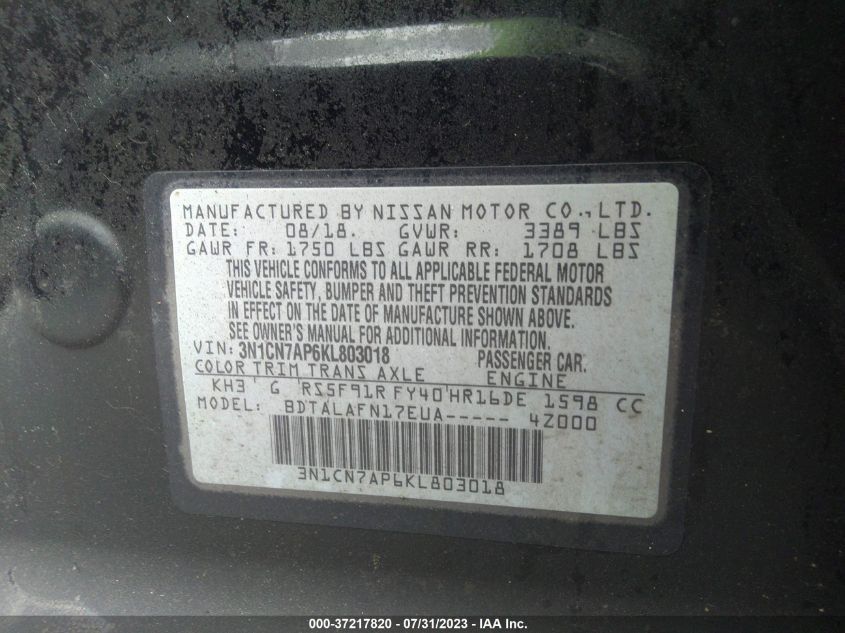 MANUFACTURED BY NISSAN MOTOR CO.,LTD.
DATE: 08/18. GVWR: 3389 LBS
GAWR FR: 1750 LBS GAWR RR: 1708 LBS
THIS VEHICLE CONFORMS TO ALL APPLICABLE FEDERAL MOTOR
VEHICLE SAFETY, BUMPER AND THEFT PREVENTION STANDARDS
IN EFFECT ON THE DATE OF MANUFACTURE SHOWN ABOVE.
SEE OWNER'S MANUAL FOR ADDITIONAL INFORMATION.
VIN: 3N1CN7AP6KL803018 PASSENGER CAR.
COLOR TRIM TRANS AXLE ENGINE
KH3 G RS5F91R FY40 HR16DE 1598 CC
MODEL: BDTALAFN17EUA----- 4Z000
3N1CN7AP6KL803018
000-37217820 - 07/31/2023 - IAA Inc.